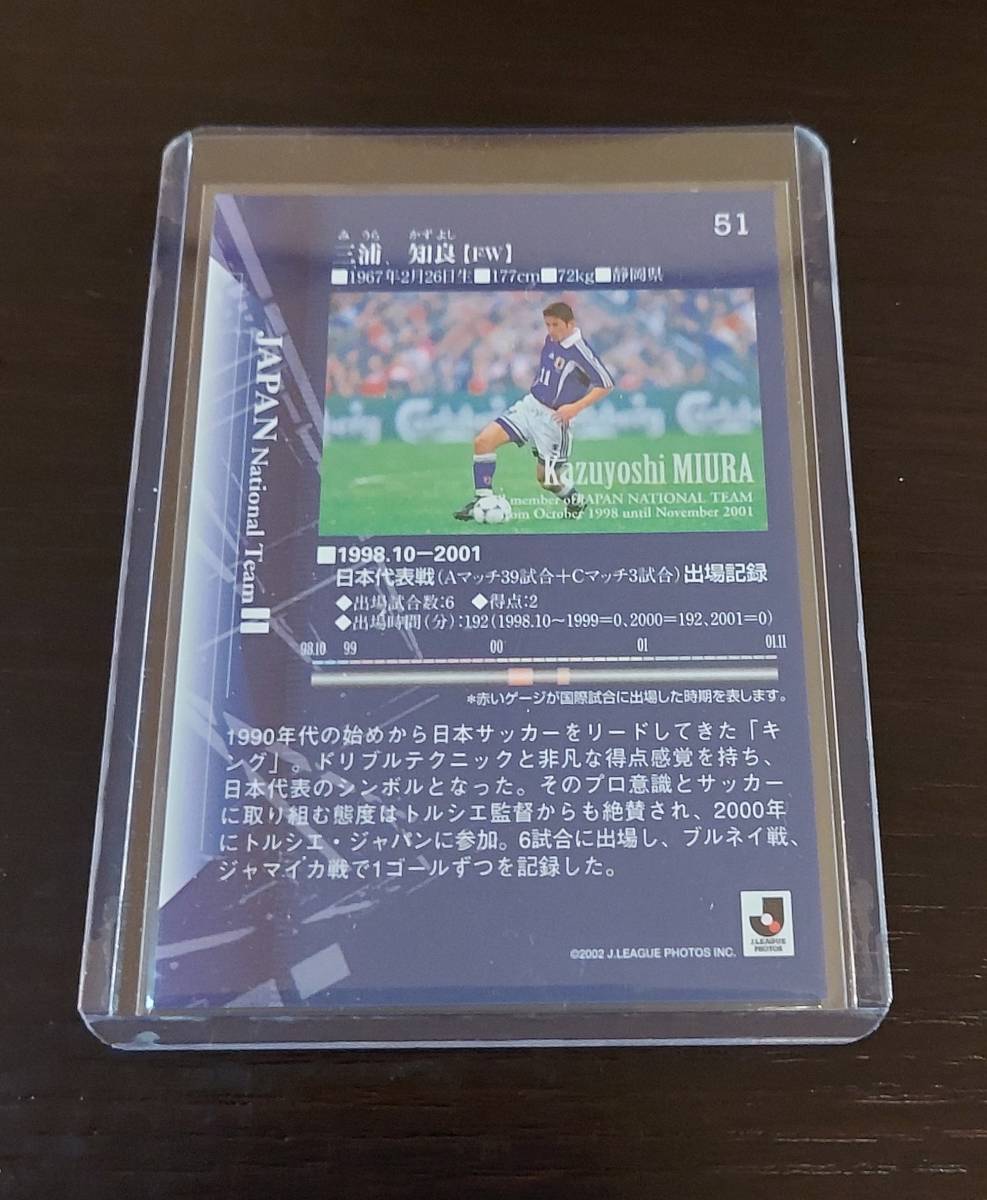 51
み うら かず よし
三浦 知良【FW】
■1967年2月26日生■177cm■72kg■静岡県
JAPAN National Team
11
Carlsberg
Kazuyoshi MIURA
member of JAPAN NATIONAL TEAM
from October 1998 until November 2001
■1998.10−2001
日本代表戦(Aマッチ39試合+Cマッチ3試合)出場記録
◆出場試合数:6 ◆得点:2
◆出場時間(分):192(1998.10〜1999=0、2000=192、2001=0)
98.10 99 00 01 01.11
*赤いゲージが国際試合に出場した時期を表します。
1990年代の始めから日本サッカーをリードしてきた「キ
ング」。ドリブルテクニックと非凡な得点感覚を持ち、
日本代表のシンボルとなった。そのプロ意識とサッカー
に取り組む態度はトルシエ監督からも絶賛され、2000年
にトルシエ・ジャパンに参加。6試合に出場し、ブルネイ戦、
ジャマイカ戦で1ゴールずつを記録した。
J.LEAGUE
PHOTOS
©2002 J.LEAGUE PHOTOS INC.